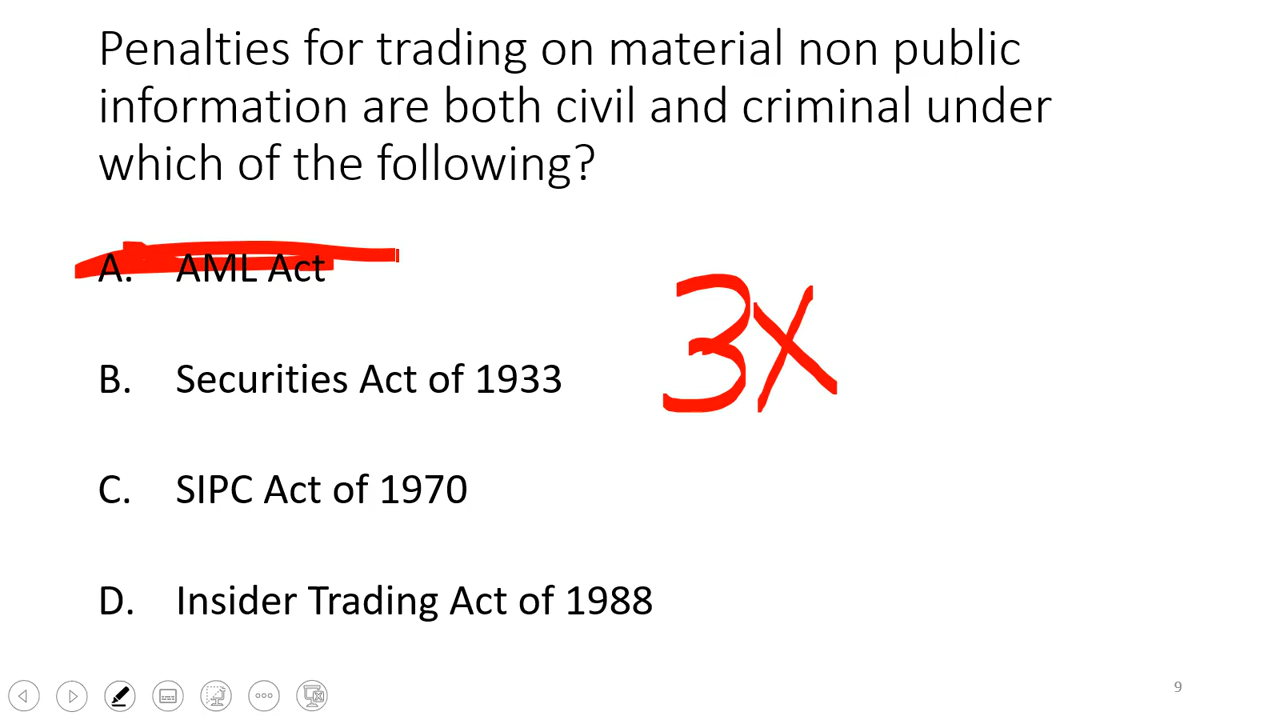 Penalties for trading on material non public
information are both civil and criminal under
which of the following?
A. AML Act
3X
B. Securities Act of 1933
C. SIPC Act of 1970
D. Insider Trading Act of 1988
9